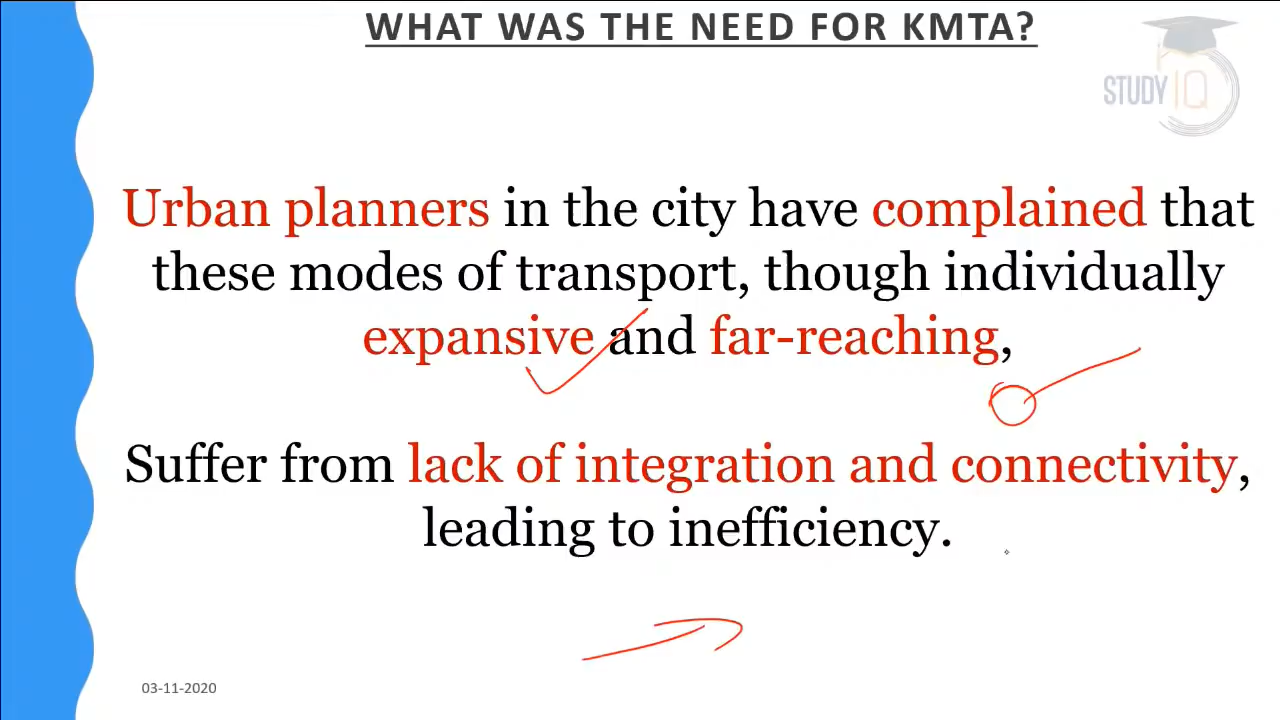 WHAT WAS THE NEED FOR KMTA?
STUDY IQ
Urban planners in the city have complained that
these modes of transport, though individually
expansive and far-reaching,
Suffer from lack of integration and connectivity,
leading to inefficiency.
03-11-2020